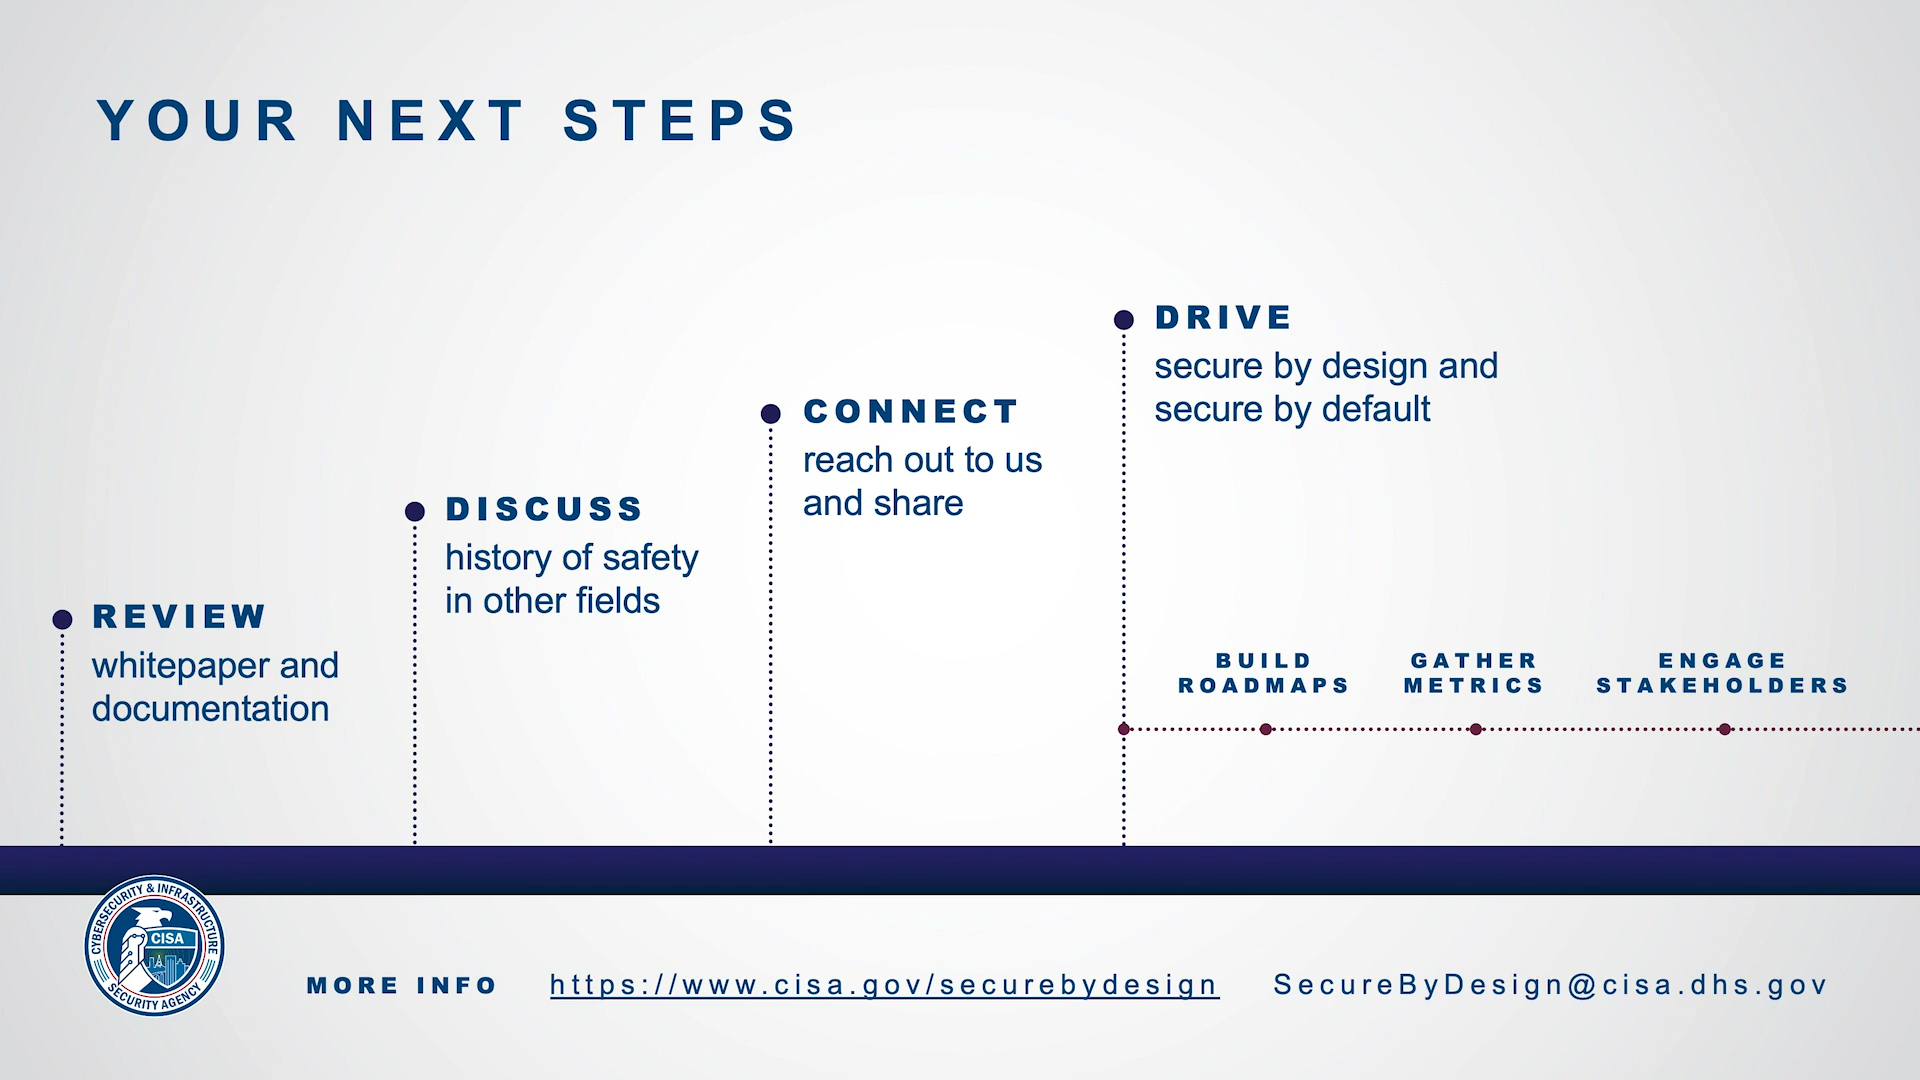 YOUR NEXT STEPS
DRIVE
secure by design and
secure by default
CONNECT
reach out to us
and share
DISCUSS
history of safety
in other fields
REVIEW
whitepaper and
documentation
BUILD
ROADMAPS
GATHER
METRICS
ENGAGE
STAKEHOLDERS
CYBERSECURITY & INFRASTRUCTURE
CISA
SECURITY AGENCY
MORE INFO
https://www.cisa.gov/securebydesign
SecureByDesign@cisa.dhs.gov